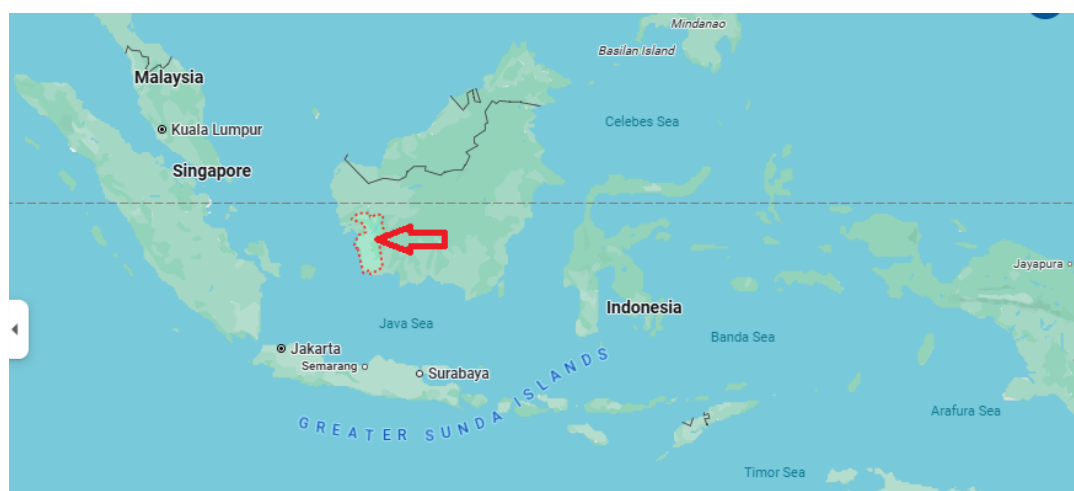 Mindanao
Basilan Island
Malaysia
Celebes Sea
Kuala Lumpur
Singapore
Jayapura
Indonesia
Java Sea
Banda Sea
Jakarta
Semarang
Surabaya
GREATER SUNDA ISLANDS
Arafura Sea
Timor Sea